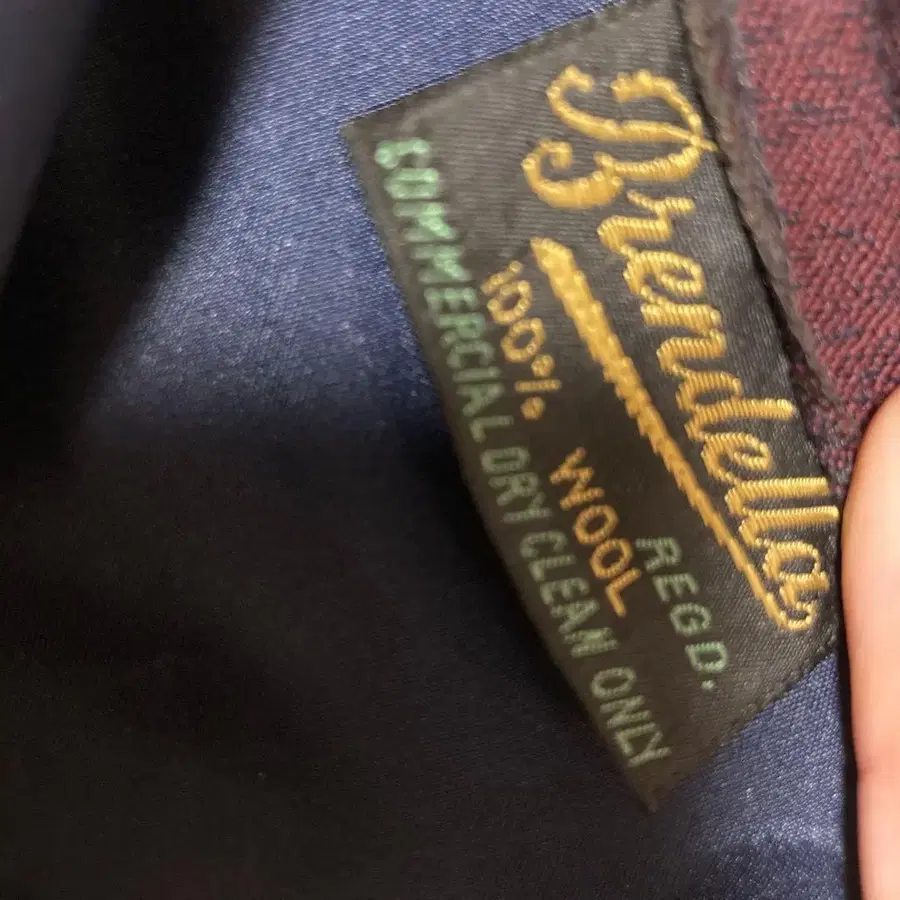 Brendella
REGD.
100% WOOL
COMMERCIAL DRY CLEAN ONLY